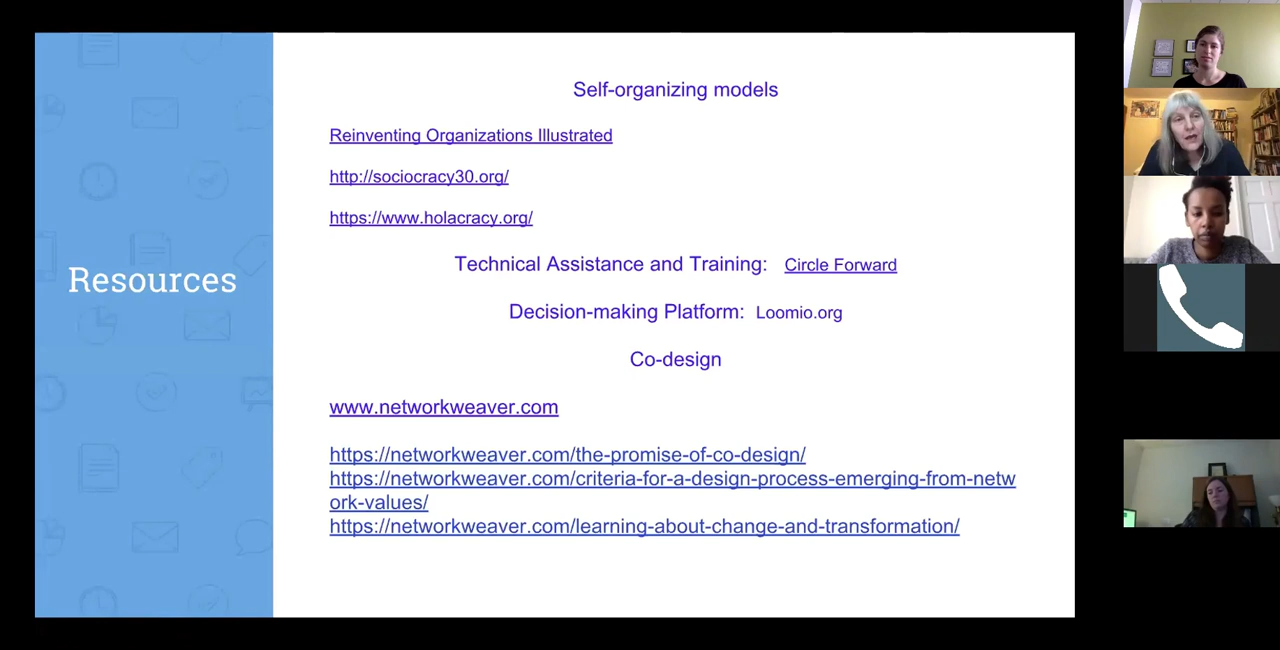 Resources
Self-organizing models
Reinventing Organizations Illustrated
http://sociocracy30.org/
https://www.holacracy.org/
Technical Assistance and Training: Circle Forward
Decision-making Platform: Loomio.org
Co-design
www.networkweaver.com
https://networkweaver.com/the-promise-of-co-design/
https://networkweaver.com/criteria-for-a-design-process-emerging-from-netw
ork-values/
https://networkweaver.com/learning-about-change-and-transformation/